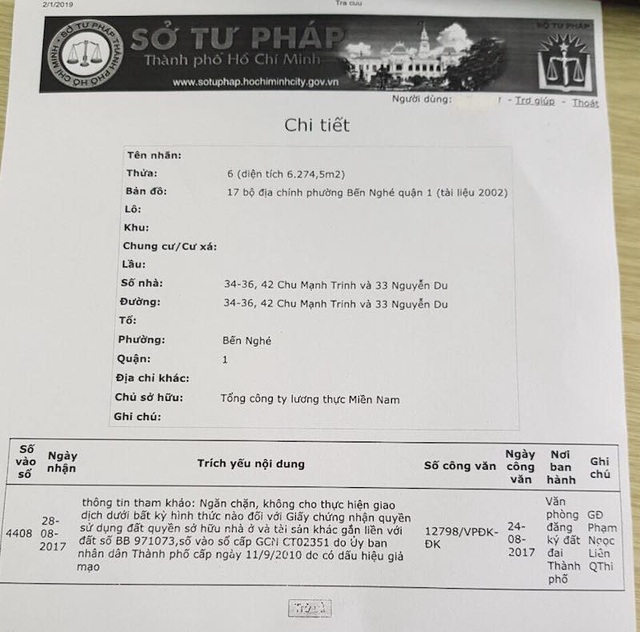 2/1/2019
Tra cuu
SỞ TƯ PHÁP
Thành phố Hồ Chí Minh
www.sotuphap.hochiminhcity.gov.vn
SỞ TƯ PHÁP THÀNH PHỐ HỒ CHÍ MINH
SỞ TƯ PHÁP
Người dùng: - Trợ giúp - Thoát
Chi tiết
Tên nhãn:
Thửa: 6 (diện tích 6.274,5m2)
Bản đồ: 17 bộ địa chính phường Bến Nghé quận 1 (tài liệu 2002)
Lô:
Khu:
Chung cư/Cư xá:
Lầu:
Số nhà: 34-36, 42 Chu Mạnh Trinh và 33 Nguyễn Du
Đường: 34-36, 42 Chu Mạnh Trinh và 33 Nguyễn Du
Tổ:
Phường: Bến Nghé
Quận: 1
Địa chỉ khác:
Chủ sở hữu: Tổng công ty lương thực Miền Nam
Ghi chú:
Số vào sổ
Ngày nhận
Trích yếu nội dung
Số công văn
Ngày công văn
Nơi ban hành
Ghi chú
4408
28-
08-
2017
thông tin tham khảo: Ngăn chặn, không cho thực hiện giao
dịch dưới bất kỳ hình thức nào đối với Giấy chứng nhận quyền
sử dụng đất quyền sở hữu nhà ở và tài sản khác gắn liền với
đất số BB 971073,số vào sổ cấp GCN CT02351 do Ủy ban
nhân dân Thành phố cấp ngày 11/9/2010 do có dấu hiệu giả
mạo
12798/VPĐK-
ĐK
24-
08-
2017
Văn
phòng
đăng
ký đất
đai
Thành
phố
GĐ
Phạm
Ngọc
Liên
QThi